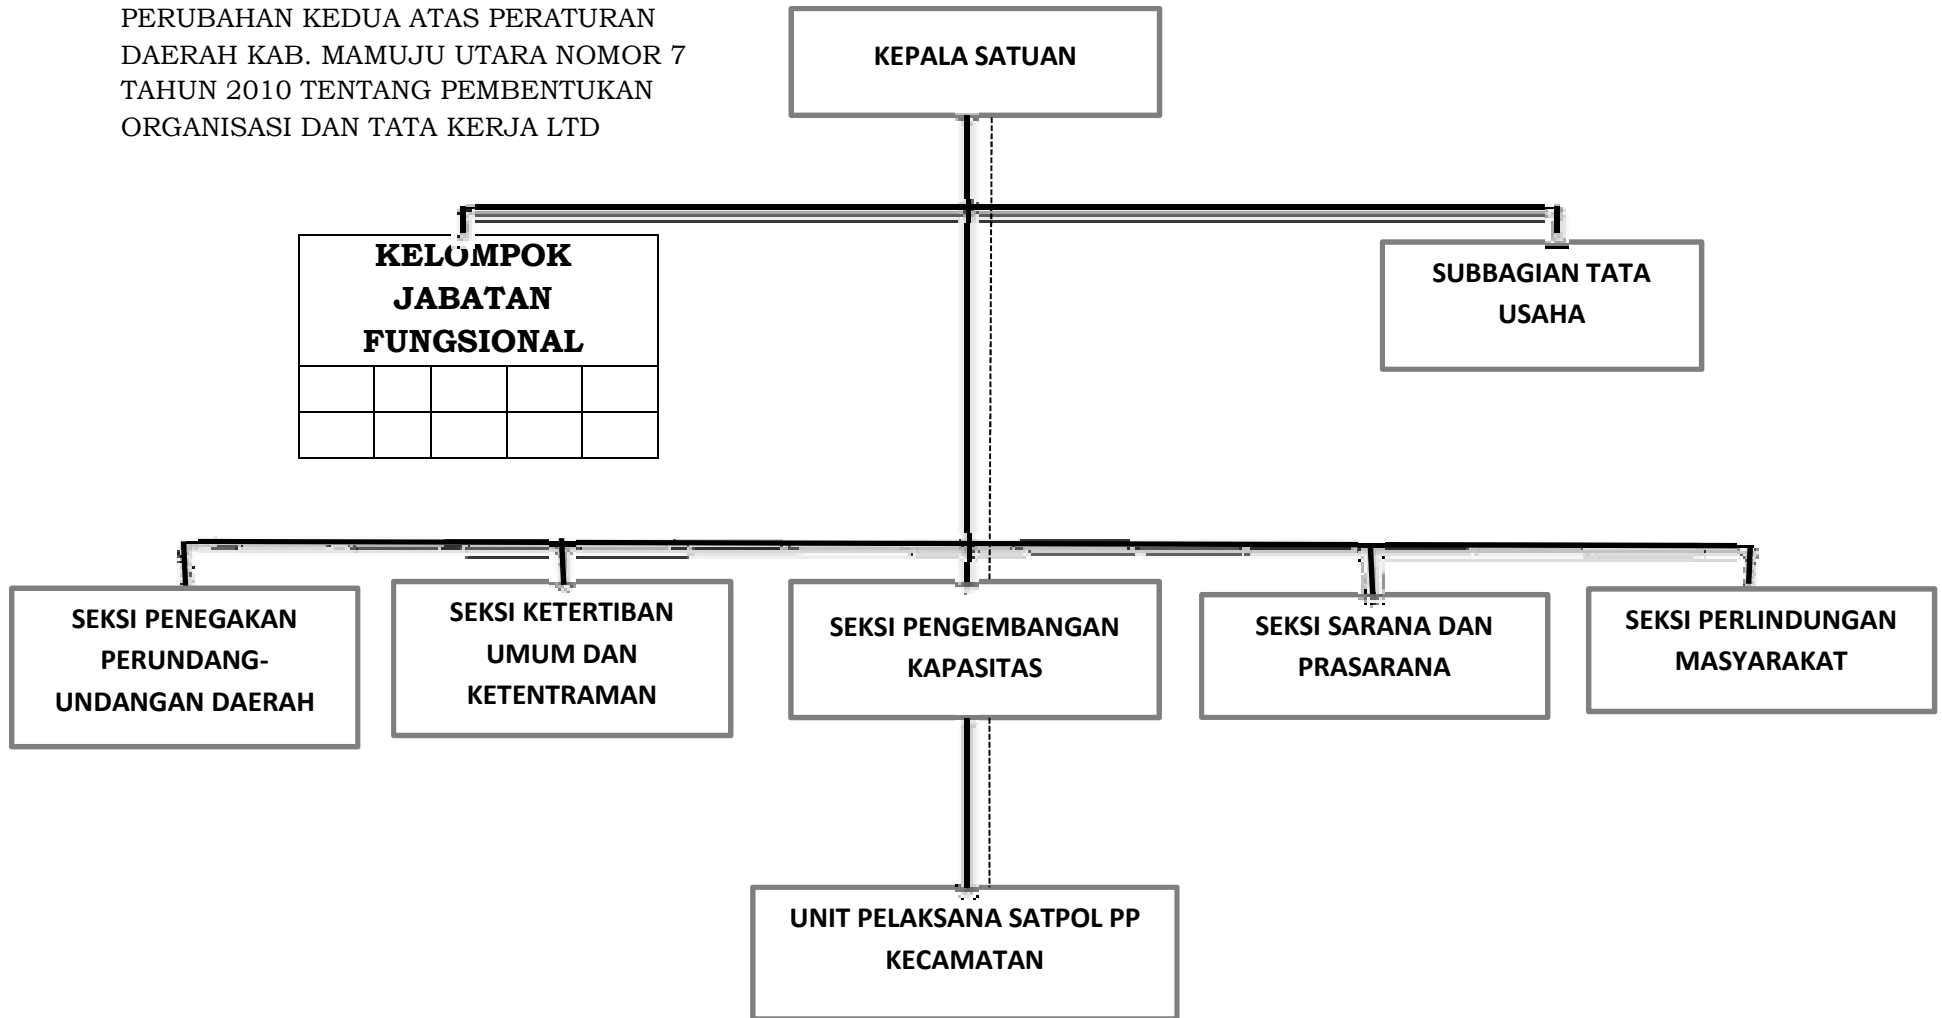 PERUBAHAN KEDUA ATAS PERATURAN
DAERAH KAB. MAMUJU UTARA NOMOR 7
TAHUN 2010 TENTANG PEMBENTUKAN
ORGANISASI DAN TATA KERJA LTD
KEPALA SATUAN
KELOMPOK
JABATAN
FUNGSIONAL
SUBBAGIAN TATA
USAHA
SEKSI PENEGAKAN
PERUNDANG-
UNDANGAN DAERAH
SEKSI KETERTIBAN
UMUM DAN
KETENTRAMAN
SEKSI PENGEMBANGAN
KAPASITAS
SEKSI SARANA DAN
PRASARANA
SEKSI PERLINDUNGAN
MASYARAKAT
UNIT PELAKSANA SATPOL PP
KECAMATAN